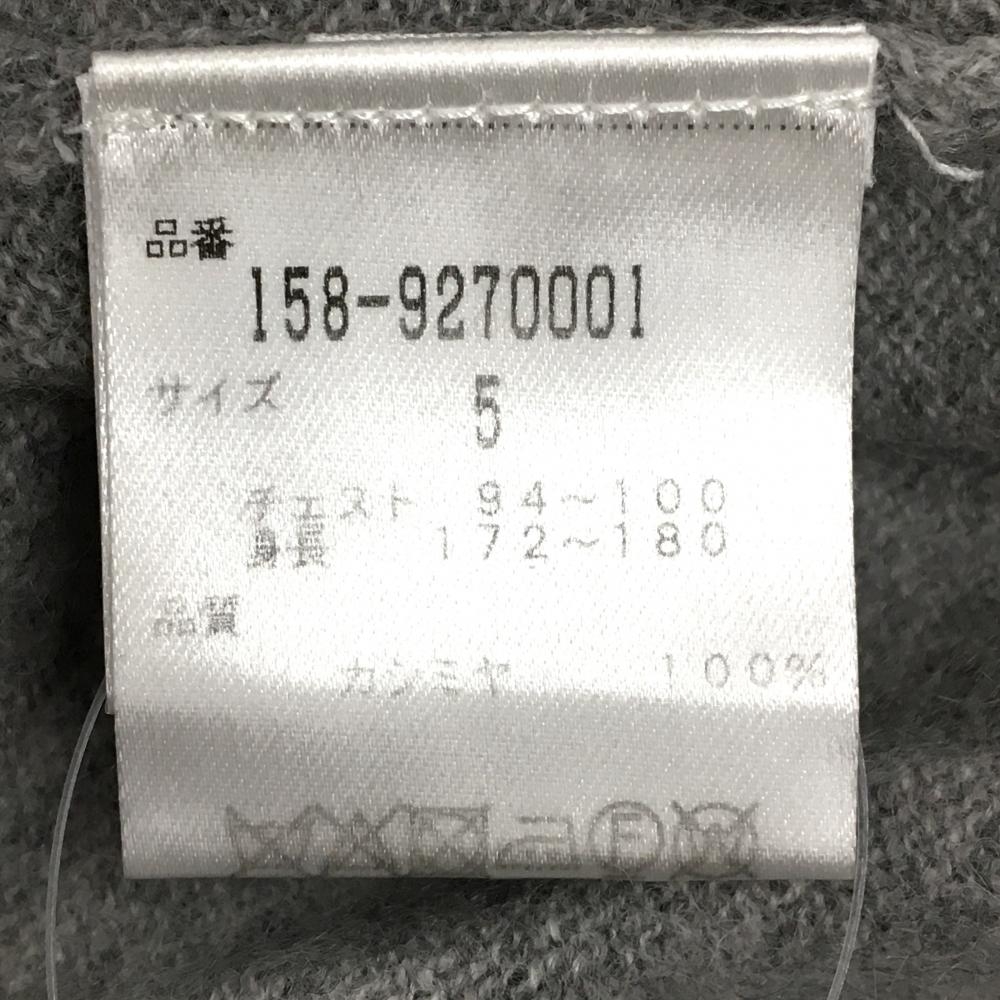 品番
158-9270001
サイズ 5
チェスト 94～100
身長 172～180
品質
カシミヤ 100%
F
W